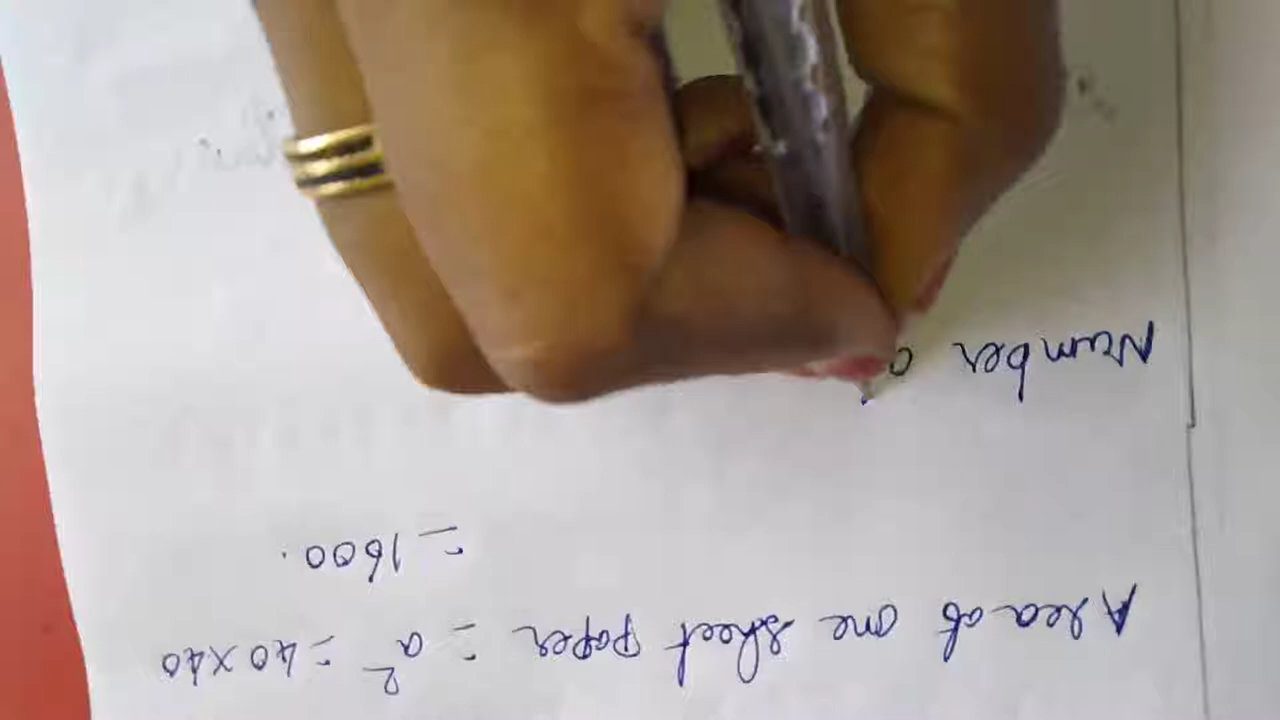 Area of one sheet paper = a² = 40 × 40
= 1600.
Number o